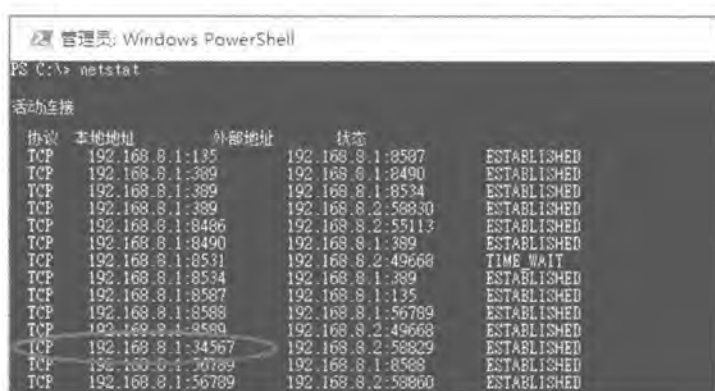 管理员: Windows PowerShell
PS C:\> netstat
活动连接
协议 本地地址 外部地址 状态
TCP 192.168.8.1:135 192.168.8.1:8587 ESTABLISHED
TCP 192.168.8.1:389 192.168.8.1:8490 ESTABLISHED
TCP 192.168.8.1:389 192.168.8.1:8534 ESTABLISHED
TCP 192.168.8.1:389 192.168.8.2:58830 ESTABLISHED
TCP 192.168.8.1:8486 192.168.8.2:55113 ESTABLISHED
TCP 192.168.8.1:8490 192.168.8.1:389 ESTABLISHED
TCP 192.168.8.1:8531 192.168.8.2:49668 TIME_WAIT
TCP 192.168.8.1:8534 192.168.8.1:389 ESTABLISHED
TCP 192.168.8.1:8587 192.168.8.1:135 ESTABLISHED
TCP 192.168.8.1:8588 192.168.8.1:56789 ESTABLISHED
TCP 192.168.8.1:8589 192.168.8.2:49668 ESTABLISHED
TCP 192.168.8.1:34567 192.168.8.2:58829 ESTABLISHED
TCP 192.168.8.1:56789 192.168.8.1:8588 ESTABLISHED
TCP 192.168.8.1:56789 192.168.8.2:58860 ESTABLISHED